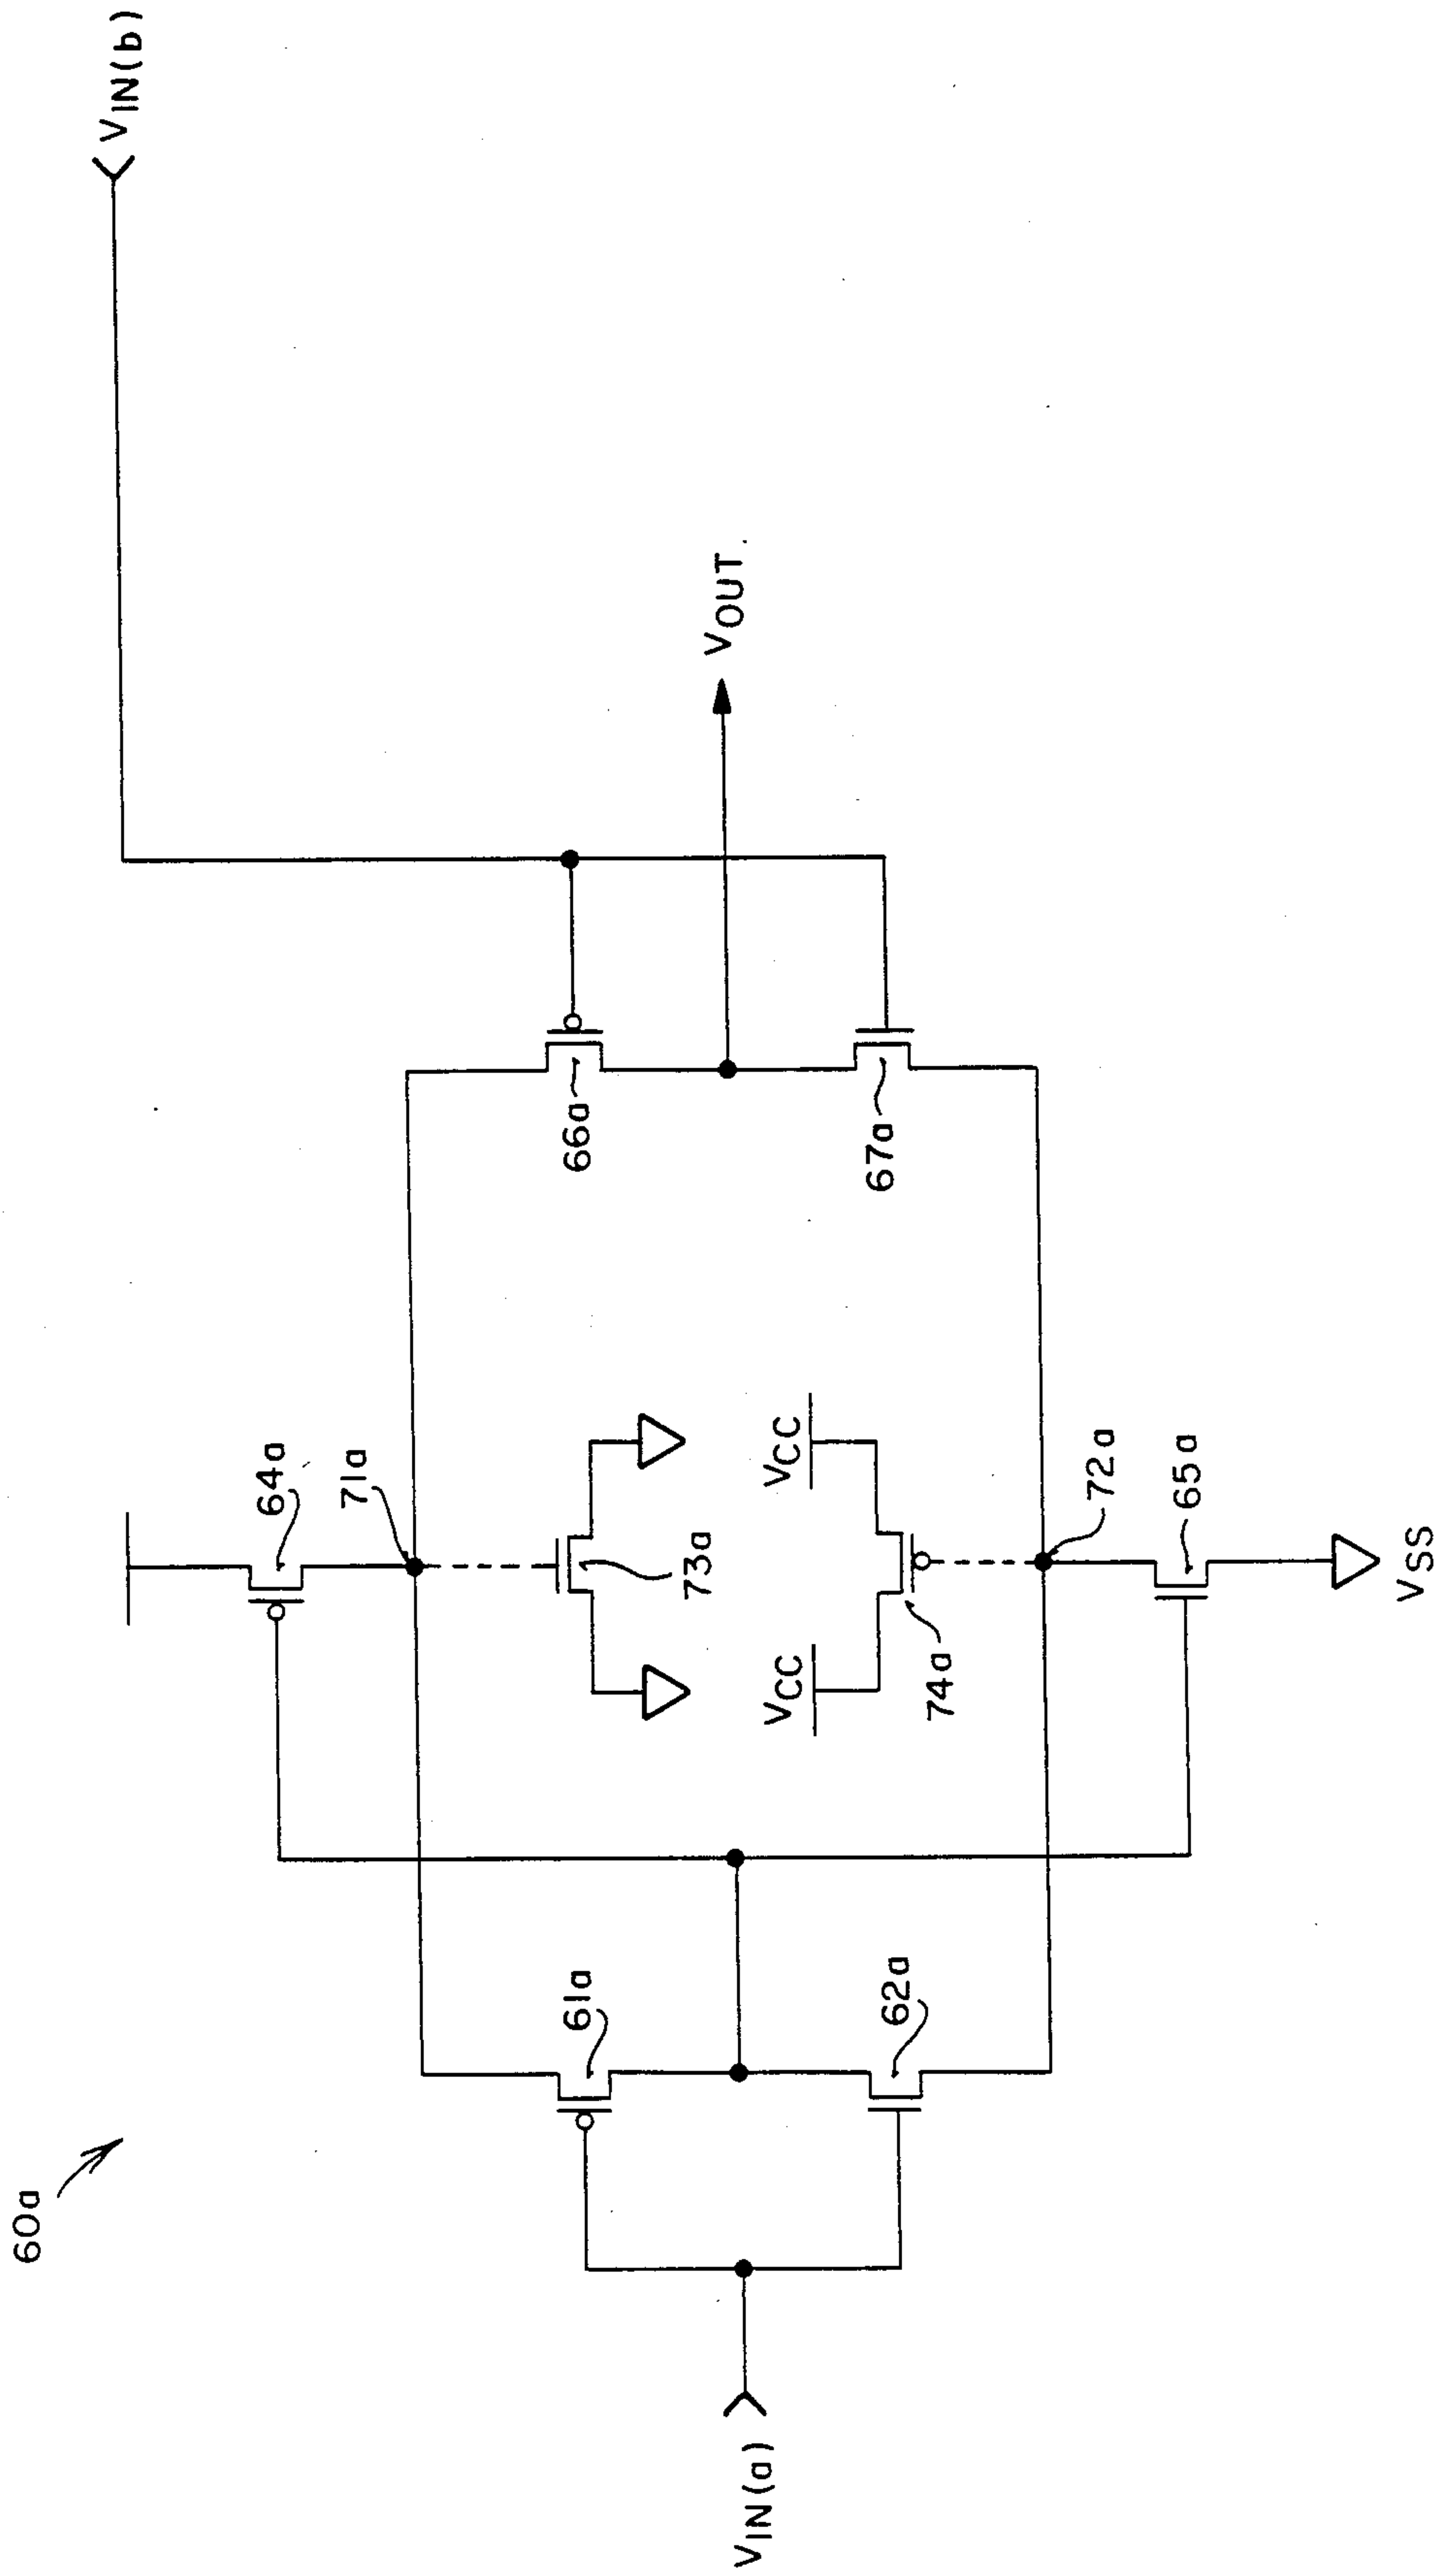 60a
VIN(a)
VIN(b)
64a
71a
61a
66a
73a
VOUT
VCC
VCC
74a
62a
67a
72a
65a
VSS